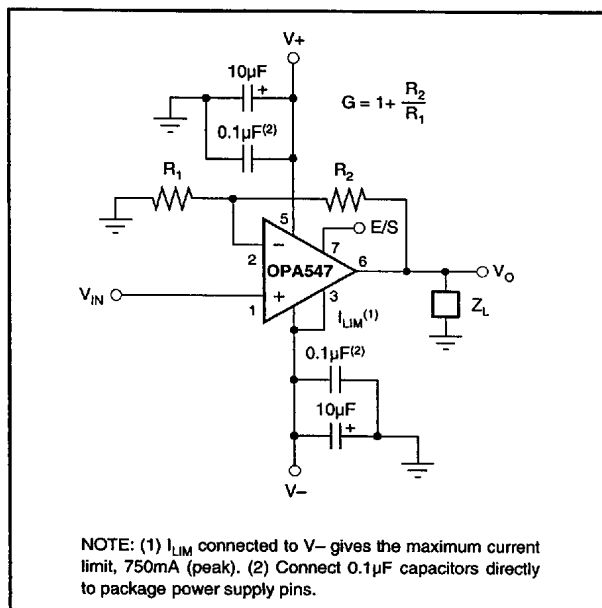 V+
10µF
+
G = 1 + R2/R1
0.1µF(2)
R1
R2
5
E/S
7
–
2
OPA547
6
VO
VIN
+
1
3
ILIM(1)
ZL
0.1µF(2)
10µF
+
V–
NOTE: (1) ILIM connected to V– gives the maximum current
limit, 750mA (peak). (2) Connect 0.1µF capacitors directly
to package power supply pins.